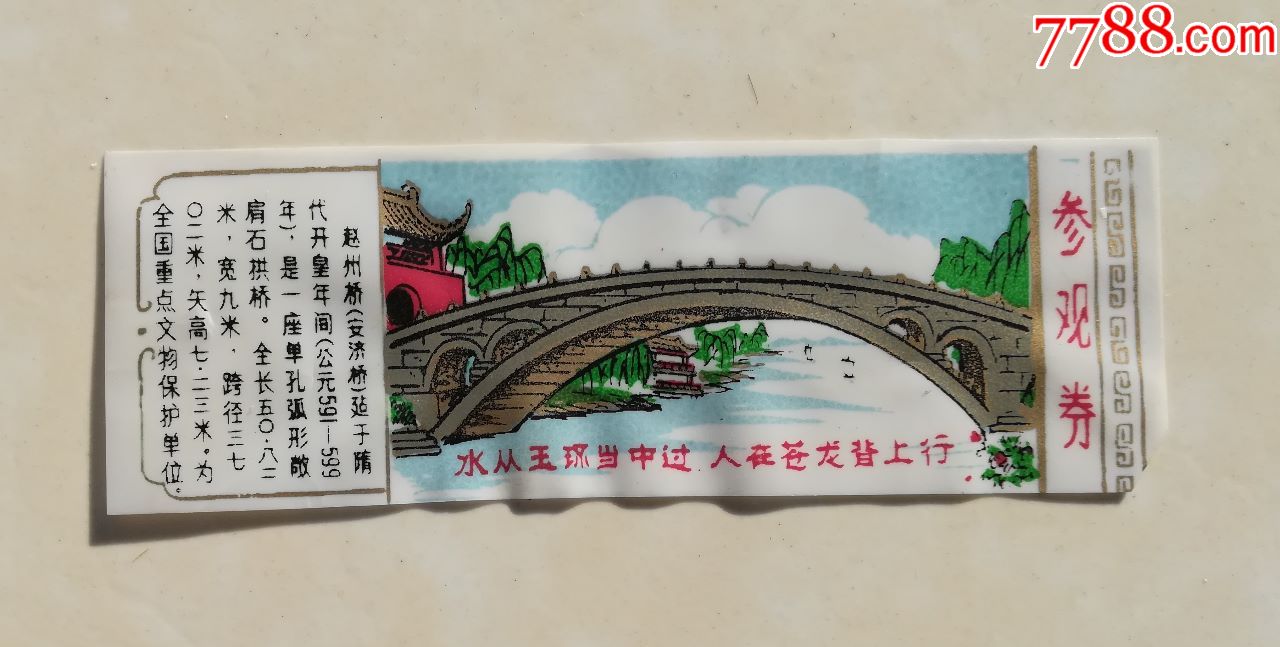 7788.com
赵州桥(安济桥)建于隋
代开皇年间(公元591—599
年)，是一座单孔弧形敞
肩石拱桥。全长五〇·八二
米，宽九米，跨径三七·
〇二米，矢高七·二三米。为
全国重点文物保护单位。
水从玉环当中过 人在苍龙背上行
参观券